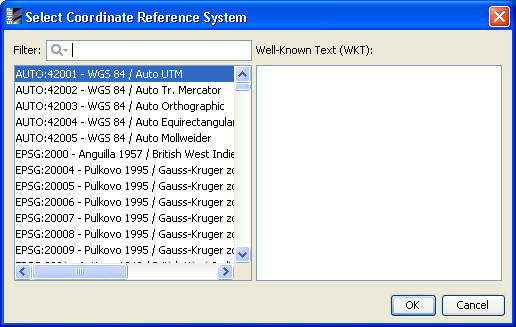 SNAP
Select Coordinate Reference System
Filter:
Well-Known Text (WKT):
AUTO:42001 - WGS 84 / Auto UTM
AUTO:42002 - WGS 84 / Auto Tr. Mercator
AUTO:42003 - WGS 84 / Auto Orthographic
AUTO:42004 - WGS 84 / Auto Equirectangular
AUTO:42005 - WGS 84 / Auto Mollweider
EPSG:2000 - Anguilla 1957 / British West Indie
EPSG:20004 - Pulkovo 1995 / Gauss-Kruger zo
EPSG:20005 - Pulkovo 1995 / Gauss-Kruger zo
EPSG:20006 - Pulkovo 1995 / Gauss-Kruger zo
EPSG:20007 - Pulkovo 1995 / Gauss-Kruger zo
EPSG:20008 - Pulkovo 1995 / Gauss-Kruger zo
EPSG:20009 - Pulkovo 1995 / Gauss-Kruger zo
OK
Cancel